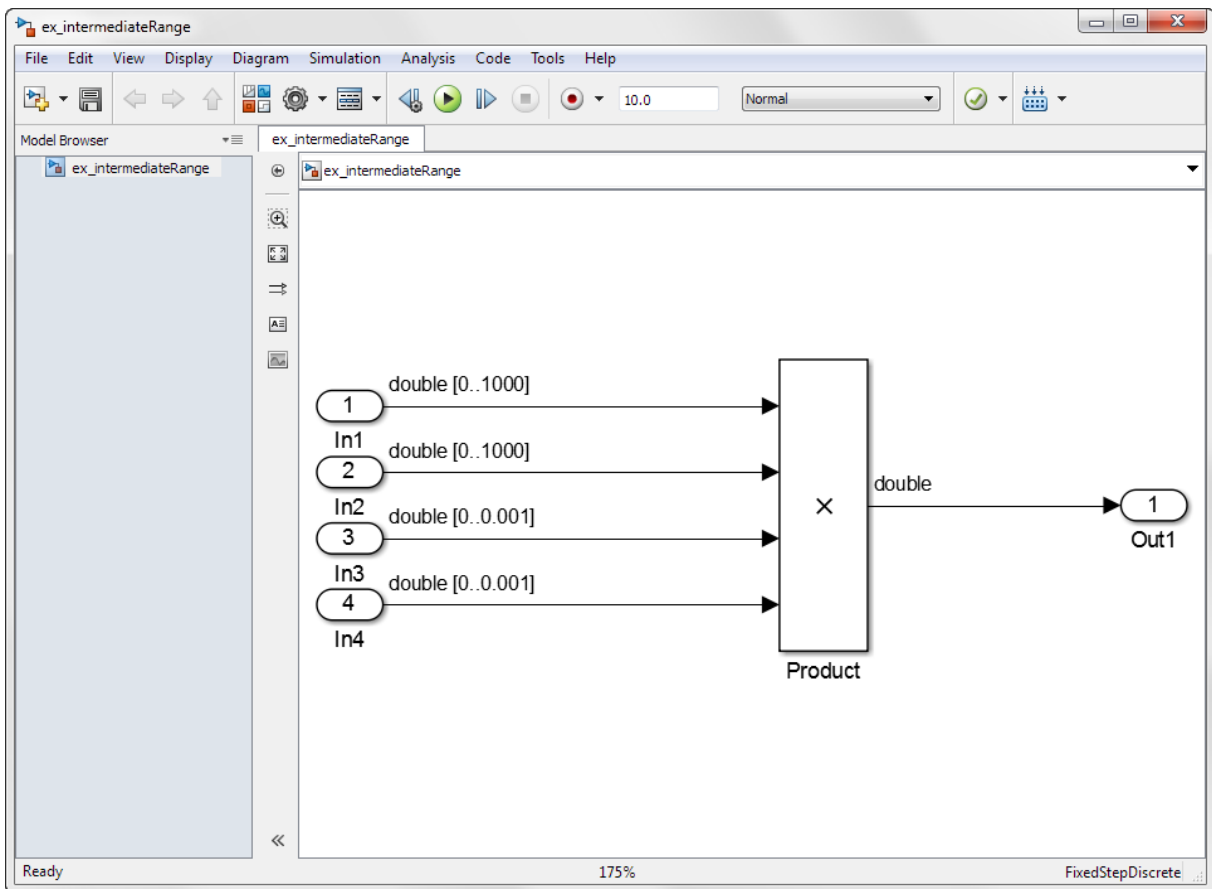 ex_intermediateRange
File Edit View Display Diagram Simulation Analysis Code Tools Help
10.0 Normal
Model Browser
ex_intermediateRange
ex_intermediateRange
ex_intermediateRange
double [0..1000]
1
In1
double [0..1000]
2
In2
double [0..0.001]
3
In3
double [0..0.001]
4
In4
×
Product
double
1
Out1
Ready 175% FixedStepDiscrete